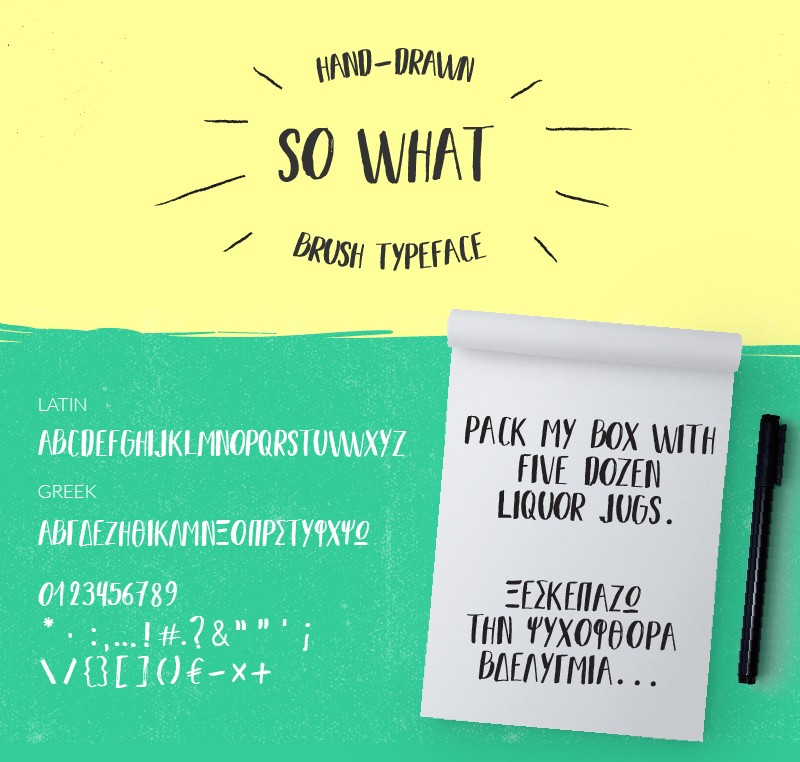 HAND-DRAWN
SO WHAT
BRUSH TYPEFACE
LATIN
ABCDEFGHIJKLMNOPQRSTUVWXYZ
GREEK
ΑΒΓΔΕΖΗΘΙΚΛΜΝΞΟΠΡΣΤΥΦΧΨΩ
0123456789
* · : , ... ! #. ? & " " ' ¡
\ / { } [ ] ( ) € - × +
PACK MY BOX WITH
FIVE DOZEN
LIQUOR JUGS.
ΞΕΣΚΕΠΑΖΩ
ΤΗΝ ΨΥΧΟΦΘΟΡΑ
ΒΔΕΛΥΓΜΙΑ...